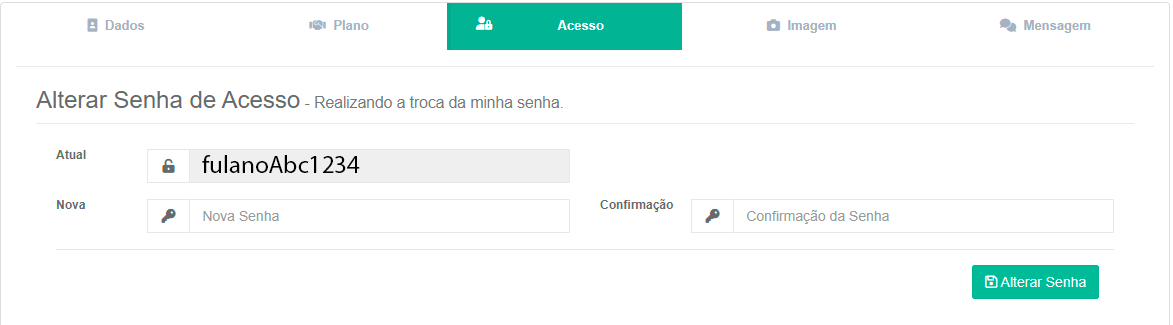 Dados Plano Acesso Imagem Mensagem
Alterar Senha de Acesso - Realizando a troca da minha senha.
Atual fulanoAbc1234
Nova Nova Senha Confirmação Confirmação da Senha
Alterar Senha